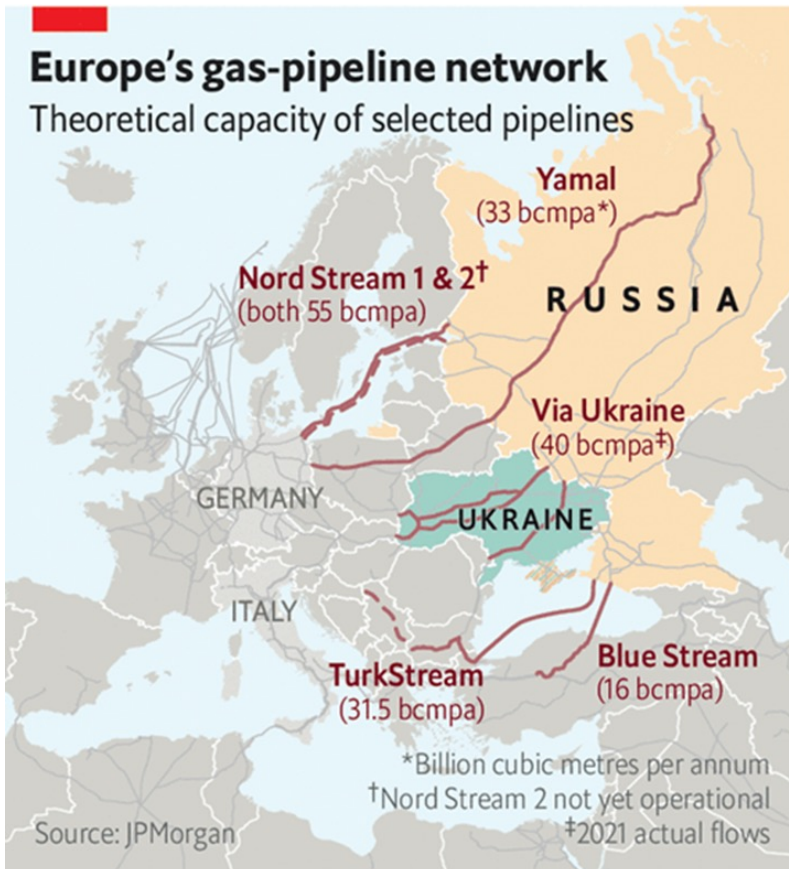 Europe's gas-pipeline network
Theoretical capacity of selected pipelines
Yamal
(33 bcmpa*)
Nord Stream 1 & 2†
(both 55 bcmpa)
RUSSIA
Via Ukraine
(40 bcmpa‡)
GERMANY
UKRAINE
ITALY
TurkStream
(31.5 bcmpa)
Blue Stream
(16 bcmpa)
*Billion cubic metres per annum
†Nord Stream 2 not yet operational
‡2021 actual flows
Source: JPMorgan